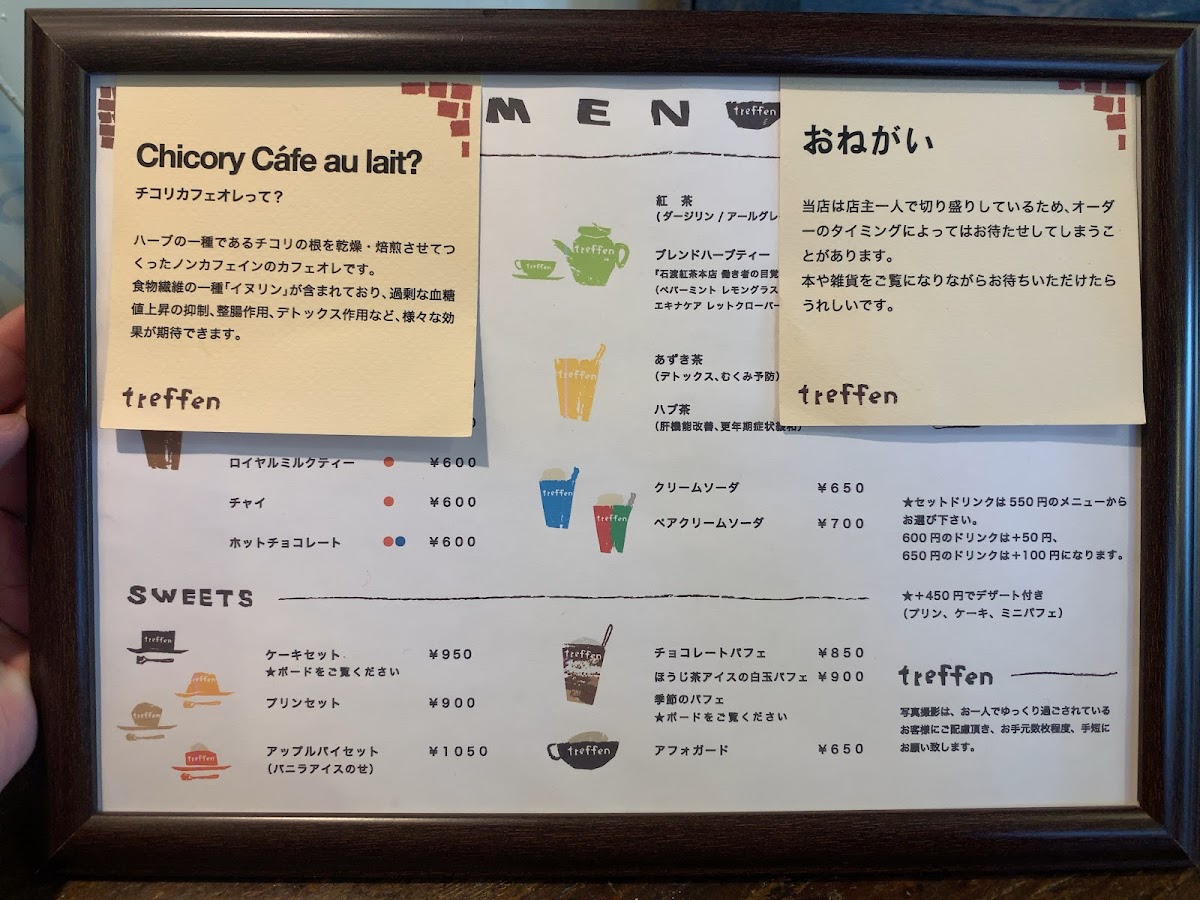 MEN
treffen
Chicory Cáfe au lait?
チコリカフェオレって？
ハーブの一種であるチコリの根を乾燥・焙煎させてつ
くったノンカフェインのカフェオレです。
食物繊維の一種「イヌリン」が含まれており、過剰な血糖
値上昇の抑制、整腸作用、デトックス作用など、様々な効
果が期待できます。
treffen
ロイヤルミルクティー ¥600
チャイ ¥600
ホットチョコレート ¥600
紅　茶
(ダージリン / アールグレ
treffen
treffen
ブレンドハーブティー
『石渡紅茶本店 働き者の目覚
(ペパーミント レモングラス
エキナケア レットクローバー
treffen
あずき茶
(デトックス、むくみ予防)
ハブ茶
(肝機能改善、更年期症状緩和)
treffen
treffen
クリームソーダ ¥650
ペアクリームソーダ ¥700
おねがい
当店は店主一人で切り盛りしているため、オーダ
ーのタイミングによってはお待たせしてしまうこ
とがあります。
本や雑貨をご覧になりながらお待ちいただけたら
うれしいです。
treffen
★セットドリンクは550円のメニューから
お選び下さい。
600円のドリンクは＋50円、
650円のドリンクは＋100円になります。
★＋450円でデザート付き
(プリン、ケーキ、ミニパフェ)
SWEETS
treffen
treffen
treffen
treffen
ケーキセット ¥950
★ボードをご覧ください
プリンセット ¥900
アップルパイセット ¥1050
(バニラアイスのせ)
treffen
チョコレートパフェ ¥850
ほうじ茶アイスの白玉パフェ ¥900
季節のパフェ
★ボードをご覧ください
treffen
アフォガード ¥650
treffen
写真撮影は、お一人でゆっくり過ごされている
お客様にご配慮頂き、お手元数枚程度、手短に
お願い致します。